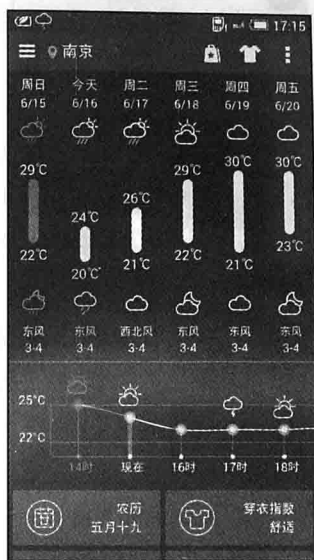 17:15
南京
周日 今天 周二 周三 周四 周五
6/15 6/16 6/17 6/18 6/19 6/20
29℃ 24℃ 26℃ 29℃ 30℃ 30℃
22℃ 20℃ 21℃ 22℃ 21℃ 23℃
东风 东风 西北风 东风 东风 东风
3-4 3-4 3-4 3-4 3-4 3-4
25℃
22℃
14时 现在 16时 17时 18时
农历
五月十九
穿衣指数
舒适